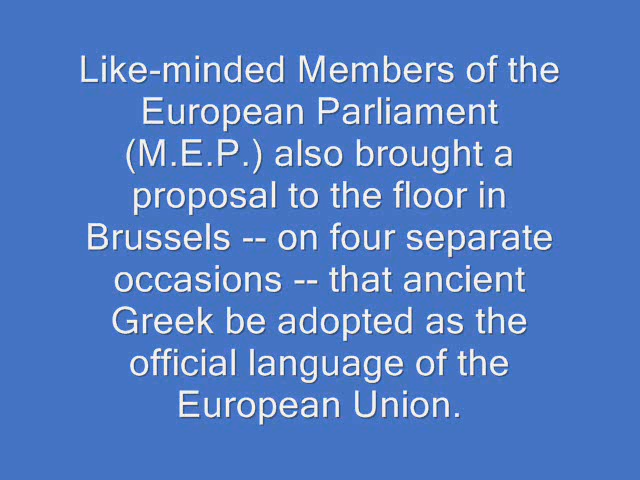 Like-minded Members of the
European Parliament
(M.E.P.) also brought a
proposal to the floor in
Brussels -- on four separate
occasions -- that ancient
Greek be adopted as the
official language of the
European Union.